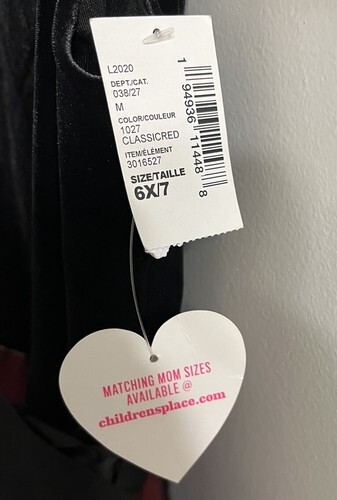 L2020
DEPT./CAT.
038/27
M
COLOR/COULEUR
1027
CLASSICRED
ITEM/ÉLÉMENT
3016527
SIZE/TAILLE
6X/7
1 94936 11448 8
MATCHING MOM SIZES
AVAILABLE @
childrensplace.com